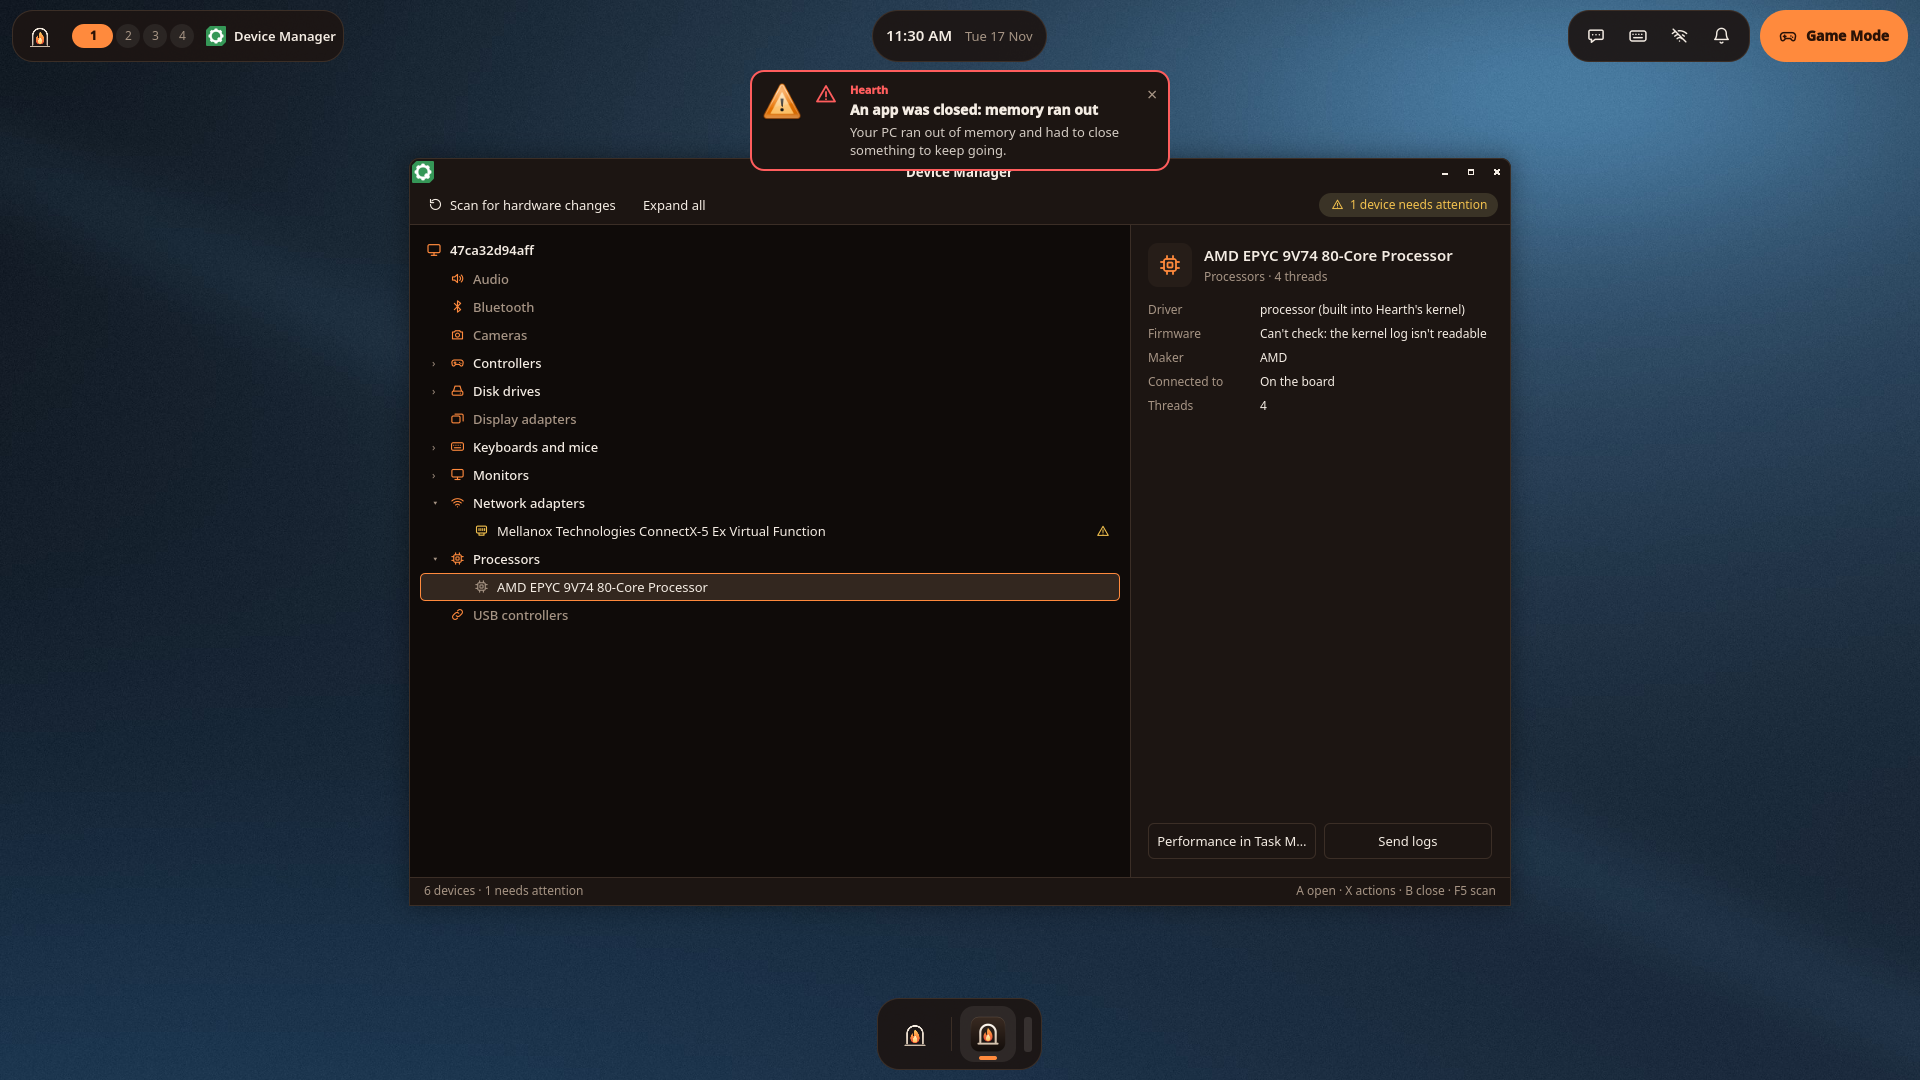 1 2 3 4 Device Manager
11:30 AM Tue 17 Nov
Game Mode
Hearth
An app was closed: memory ran out
Your PC ran out of memory and had to close
something to keep going.
Device Manager
Scan for hardware changes Expand all
1 device needs attention
47ca32d94aff
Audio
Bluetooth
Cameras
Controllers
Disk drives
Display adapters
Keyboards and mice
Monitors
Network adapters
Mellanox Technologies ConnectX-5 Ex Virtual Function
Processors
AMD EPYC 9V74 80-Core Processor
USB controllers
AMD EPYC 9V74 80-Core Processor
Processors · 4 threads
Driver processor (built into Hearth's kernel)
Firmware Can't check: the kernel log isn't readable
Maker AMD
Connected to On the board
Threads 4
Performance in Task M... Send logs
6 devices · 1 needs attention
A open · X actions · B close · F5 scan